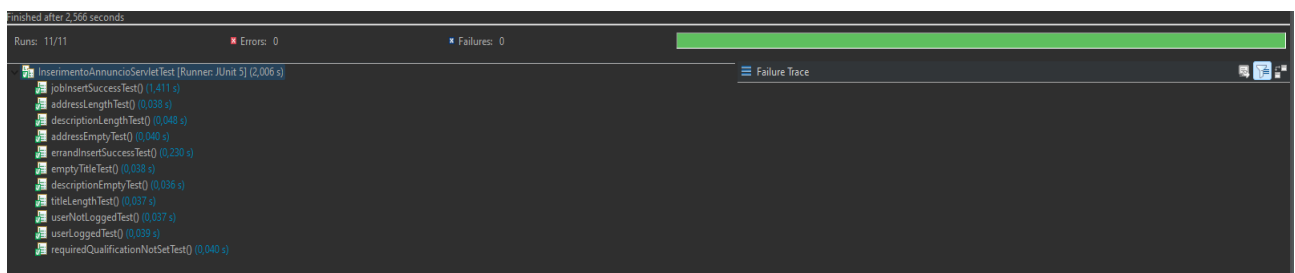 Finished after 2,566 seconds
Runs: 11/11 Errors: 0 Failures: 0
InserimentoAnnuncioServletTest [Runner: JUnit 5] (2,006 s)
Failure Trace
jobInsertSuccessTest() (1,411 s)
addressLengthTest() (0,038 s)
descriptionLengthTest() (0,048 s)
addressEmptyTest() (0,040 s)
errandInsertSuccessTest() (0,230 s)
emptyTitleTest() (0,038 s)
descriptionEmptyTest() (0,036 s)
titleLengthTest() (0,037 s)
userNotLoggedTest() (0,037 s)
userLoggedTest() (0,039 s)
requiredQualificationNotSetTest() (0,040 s)